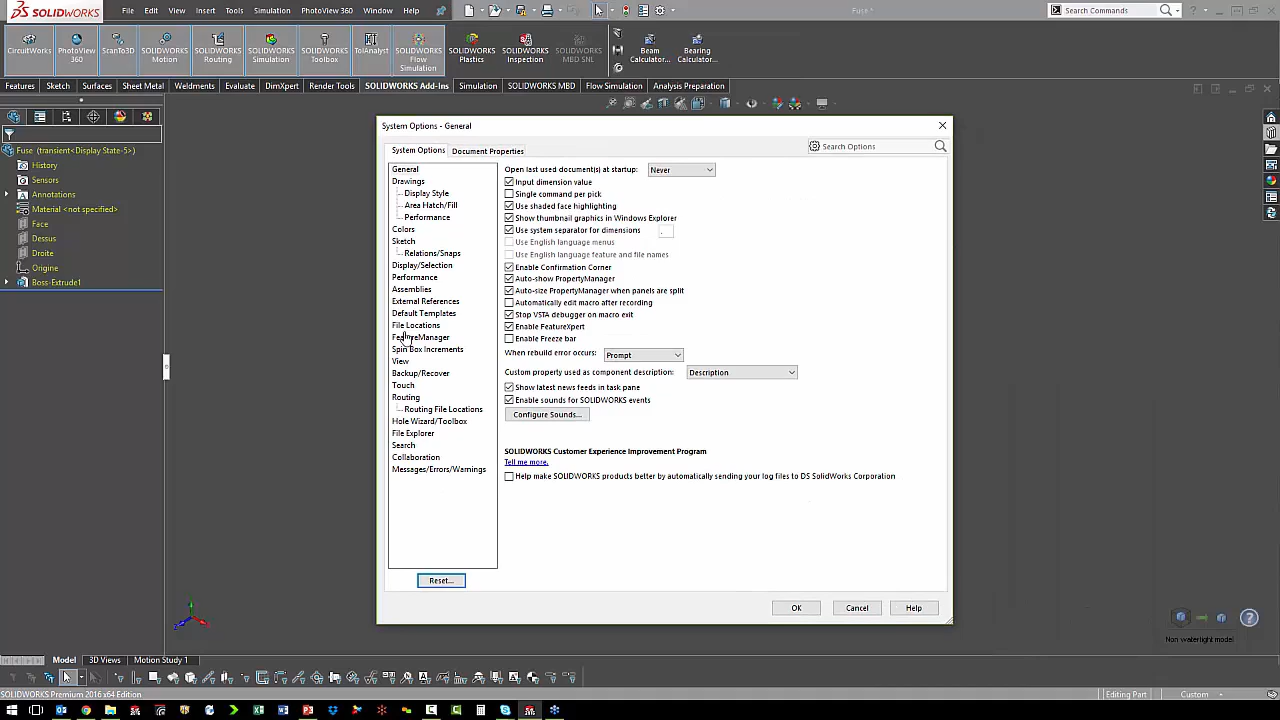 SOLIDWORKS File Edit View Insert Tools Simulation PhotoView 360 Window Help Fuse * Search Commands
CircuitWorks PhotoView 360 ScanTo3D SOLIDWORKS Motion SOLIDWORKS Routing SOLIDWORKS Simulation SOLIDWORKS Toolbox TolAnalyst SOLIDWORKS Flow Simulation SOLIDWORKS Plastics SOLIDWORKS Inspection SOLIDWORKS MBD SNL Beam Calculator... Bearing Calculator...
Features Sketch Surfaces Sheet Metal Weldments Evaluate DimXpert Render Tools SOLIDWORKS Add-Ins Simulation SOLIDWORKS MBD Flow Simulation Analysis Preparation
Fuse (transient<Display State-5>)
History
Sensors
Annotations
Material <not specified>
Face
Dessus
Droite
Origine
Boss-Extrude1
System Options - General
System Options Document Properties Search Options
General
Drawings
Display Style
Area Hatch/Fill
Performance
Colors
Sketch
Relations/Snaps
Display/Selection
Performance
Assemblies
External References
Default Templates
File Locations
FeatureManager
Spin Box Increments
View
Backup/Recover
Touch
Routing
Routing File Locations
Hole Wizard/Toolbox
File Explorer
Search
Collaboration
Messages/Errors/Warnings
Reset...
Open last used document(s) at startup: Never
Input dimension value
Single command per pick
Use shaded face highlighting
Show thumbnail graphics in Windows Explorer
Use system separator for dimensions .
Use English language menus
Use English language feature and file names
Enable Confirmation Corner
Auto-show PropertyManager
Auto-size PropertyManager when panels are split
Automatically edit macro after recording
Stop VSTA debugger on macro exit
Enable FeatureXpert
Enable Freeze bar
When rebuild error occurs: Prompt
Custom property used as component description: Description
Show latest news feeds in task pane
Enable sounds for SOLIDWORKS events
Configure Sounds...
SOLIDWORKS Customer Experience Improvement Program
Tell me more.
Help make SOLIDWORKS products better by automatically sending your log files to DS SolidWorks Corporation
OK Cancel Help
Non watertight model
Model 3D Views Motion Study 1
SOLIDWORKS Premium 2016 x64 Edition Editing Part Custom